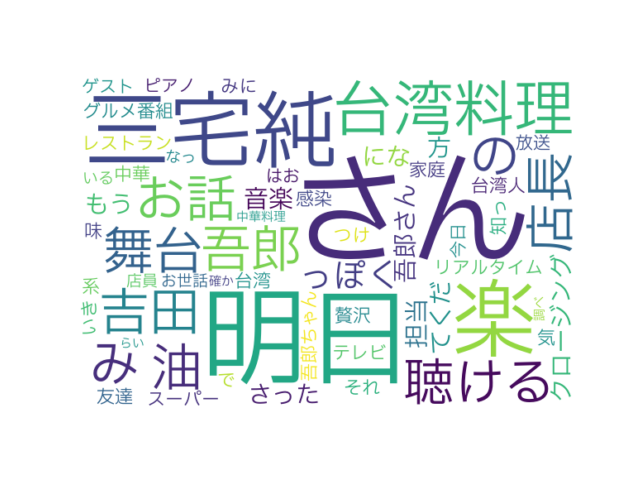 ゲスト
ピアノ
みに
グルメ番組
三宅純
台湾料理
レストラン
なっ
にな
方
の
放送
いる
中華
はお
家庭
さん
台湾人
店長
もう
お話
音楽
感染
吾郎さん
知っ
中華料理
味
舞台
吾郎
つけ
今日
楽
っぽく
リアルタイム
系
店員
お世話
確か
台湾
明日
いき
吉田
吾郎ちゃん
贅沢
担当
てくだ
気
調べ
クロージング
らい
み
油
で
テレビ
聴ける
友達
スーパー
さった
それ